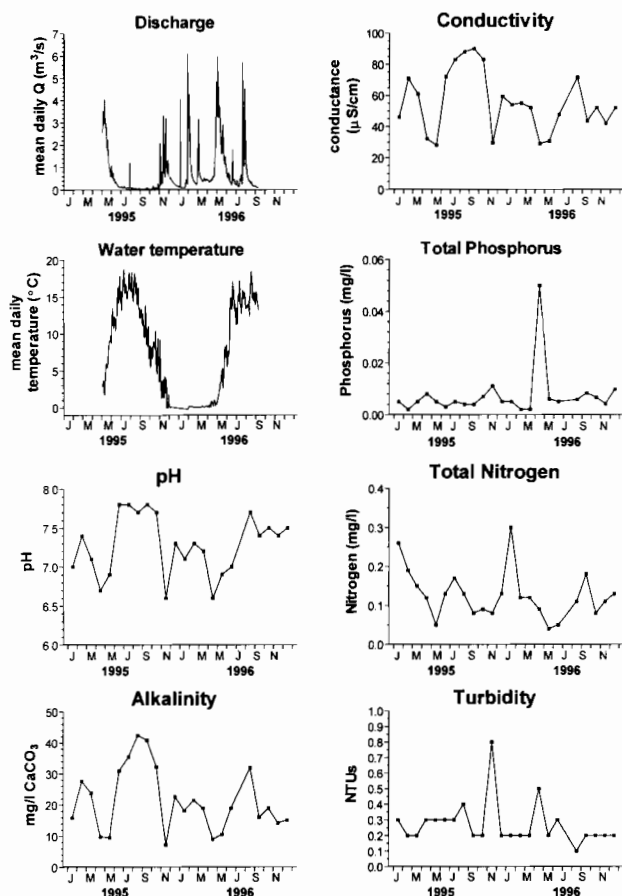 Discharge
mean daily Q (m³/s)
7
6
5
4
3
2
1
0
J M M J S N J M M J S N
1995 1996
Conductivity
conductance
(μS/cm)
100
80
60
40
20
0
J M M J S N J M M J S N
1995 1996
Water temperature
mean daily
temperature (°C)
20
15
10
5
0
J M M J S N J M M J S N
1995 1996
Total Phosphorus
Phosphorus (mg/l)
0.06
0.04
0.02
0.00
J M M J S N J M M J S N
1995 1996
pH
pH
8 0
7.5
7 0
6.5
6 0
J M M J S N J M M J S N
1995 1996
Total Nitrogen
Nitrogen (mg/l)
0.4
0.3
0.2
0.1
0.0
J M M J S N J M M J S N
1995 1996
Alkalinity
mg/l CaCO₃
50
40
30
20
10
0
J M M J S N J M M J S N
1995 1996
Turbidity
NTUs
1.0
0.9
0.8
0.7
0.6
0.5
0.4
0.3
0.2
0.1
0.0
J M M J S N J M M J S N
1995 1996